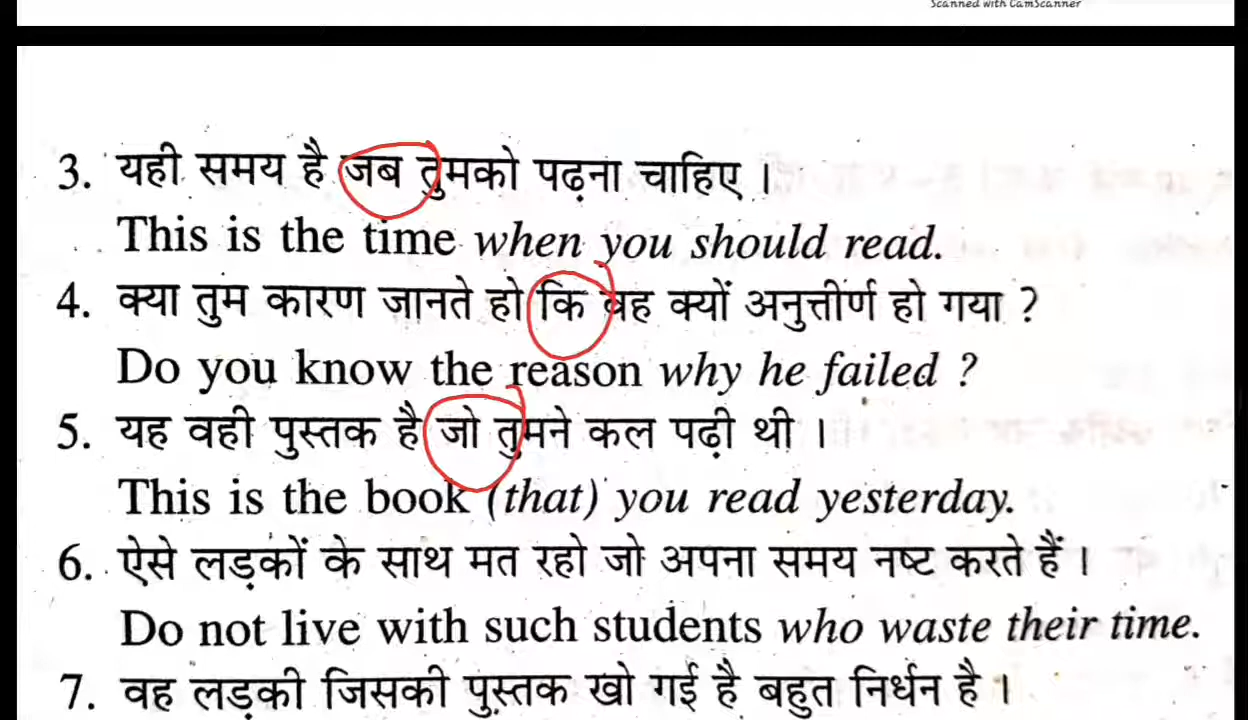 Scanned with CamScanner
3. यही समय है जब तुमको पढ़ना चाहिए ।
This is the time when you should read.
4. क्या तुम कारण जानते हो कि वह क्यों अनुत्तीर्ण हो गया ?
Do you know the reason why he failed ?
5. यह वही पुस्तक है जो तुमने कल पढ़ी थी ।
This is the book (that) you read yesterday.
6. ऐसे लड़कों के साथ मत रहो जो अपना समय नष्ट करते हैं ।
Do not live with such students who waste their time.
7. वह लड़की जिसकी पुस्तक खो गई है बहुत निर्धन है ।